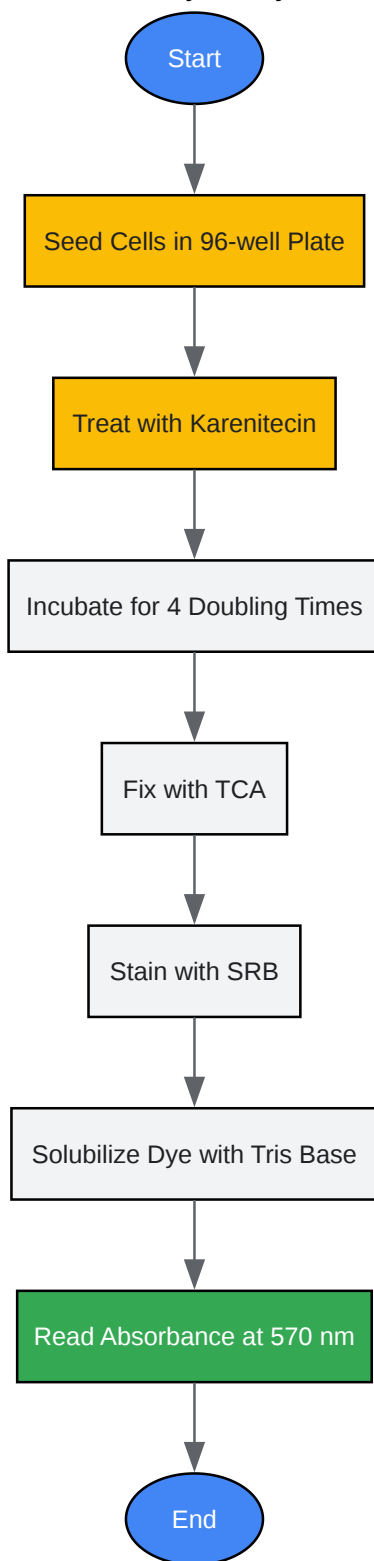 Start
Seed Cells in 96-well Plate
Treat with Karenitecin
Incubate for 4 Doubling Times
Fix with TCA
Stain with SRB
Solubilize Dye with Tris Base
Read Absorbance at 570 nm
End